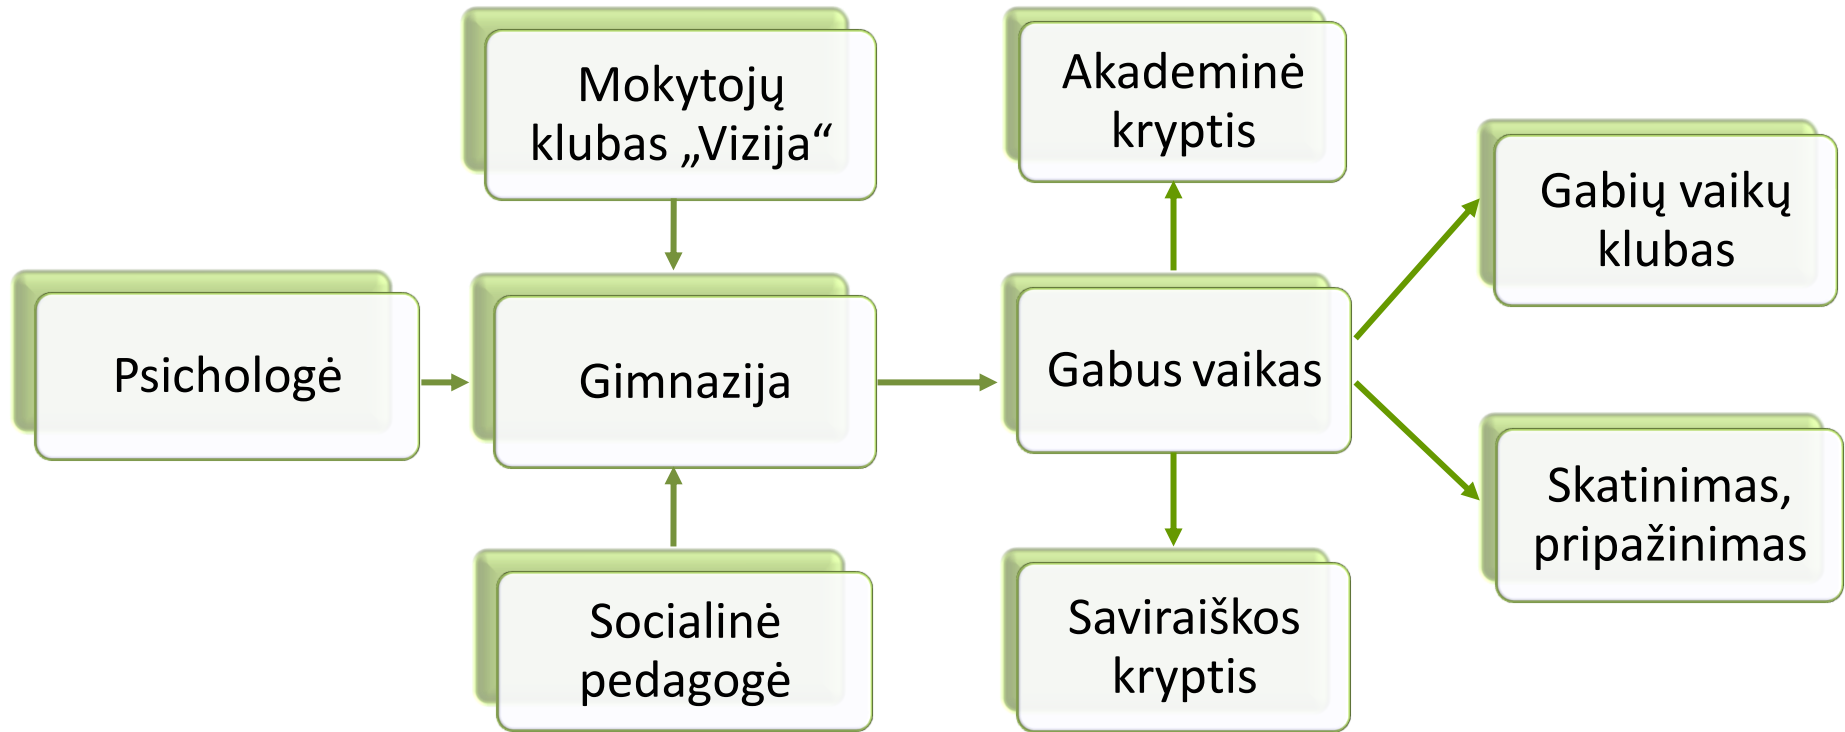 Mokytojų
klubas „Vizija“
Akademinė
kryptis
Gabių vaikų
klubas
Psichologė
Gimnazija
Gabus vaikas
Skatinimas,
pripažinimas
Socialinė
pedagogė
Saviraiškos
kryptis